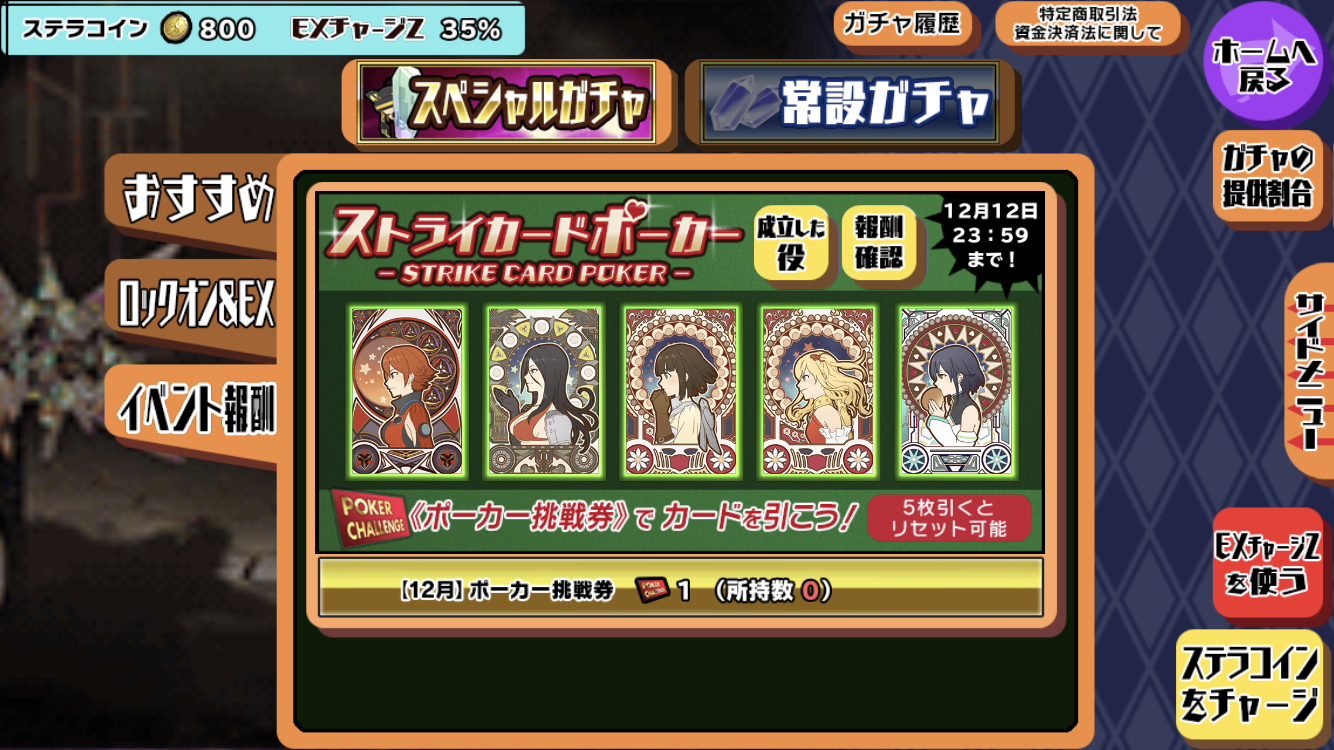 ステラコイン 800 EXチャージZ 35%
ガチャ履歴
特定商取引法
資金決済法に関して
ホームへ
戻る
スペシャルガチャ
常設ガチャ
ガチャの
提供割合
おすすめ
ロックオン&EX
イベント報酬
ストライカードポーカー
－STRIKE CARD POKER－
成立した
役
報酬
確認
12月12日
23：59
まで！
サイドメニュー
POKER
CHALLENGE
《ポーカー挑戦券》で カードを引こう！
5枚引くと
リセット可能
【12月】ポーカー挑戦券 1 （所持数 0）
EXチャージZ
を使う
ステラコイン
をチャージ